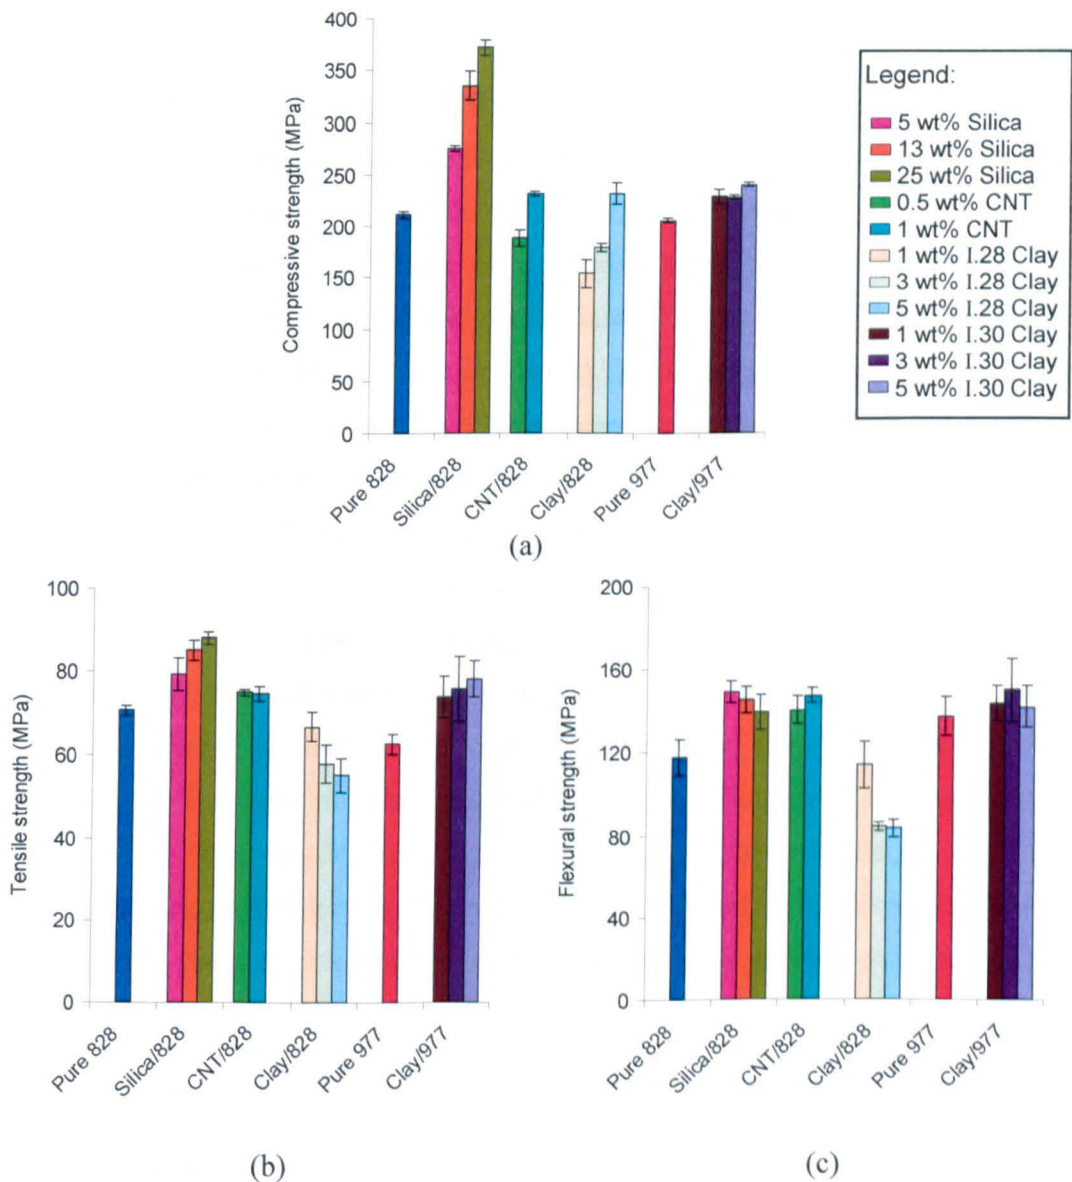 400
350
300
250
200
150
100
50
0
Compressive strength (MPa)
Pure 828
Silica/828
CNT/828
Clay/828
Pure 977
Clay/977
(a)
Legend:
5 wt% Silica
13 wt% Silica
25 wt% Silica
0.5 wt% CNT
1 wt% CNT
1 wt% I.28 Clay
3 wt% I.28 Clay
5 wt% I.28 Clay
1 wt% I.30 Clay
3 wt% I.30 Clay
5 wt% I.30 Clay
100
80
60
40
20
0
Tensile strength (MPa)
Pure 828
Silica/828
CNT/828
Clay/828
Pure 977
Clay/977
(b)
200
160
120
80
40
0
Flexural strength (MPa)
Pure 828
Silica/828
CNT/828
Clay/828
Pure 977
Clay/977
(c)